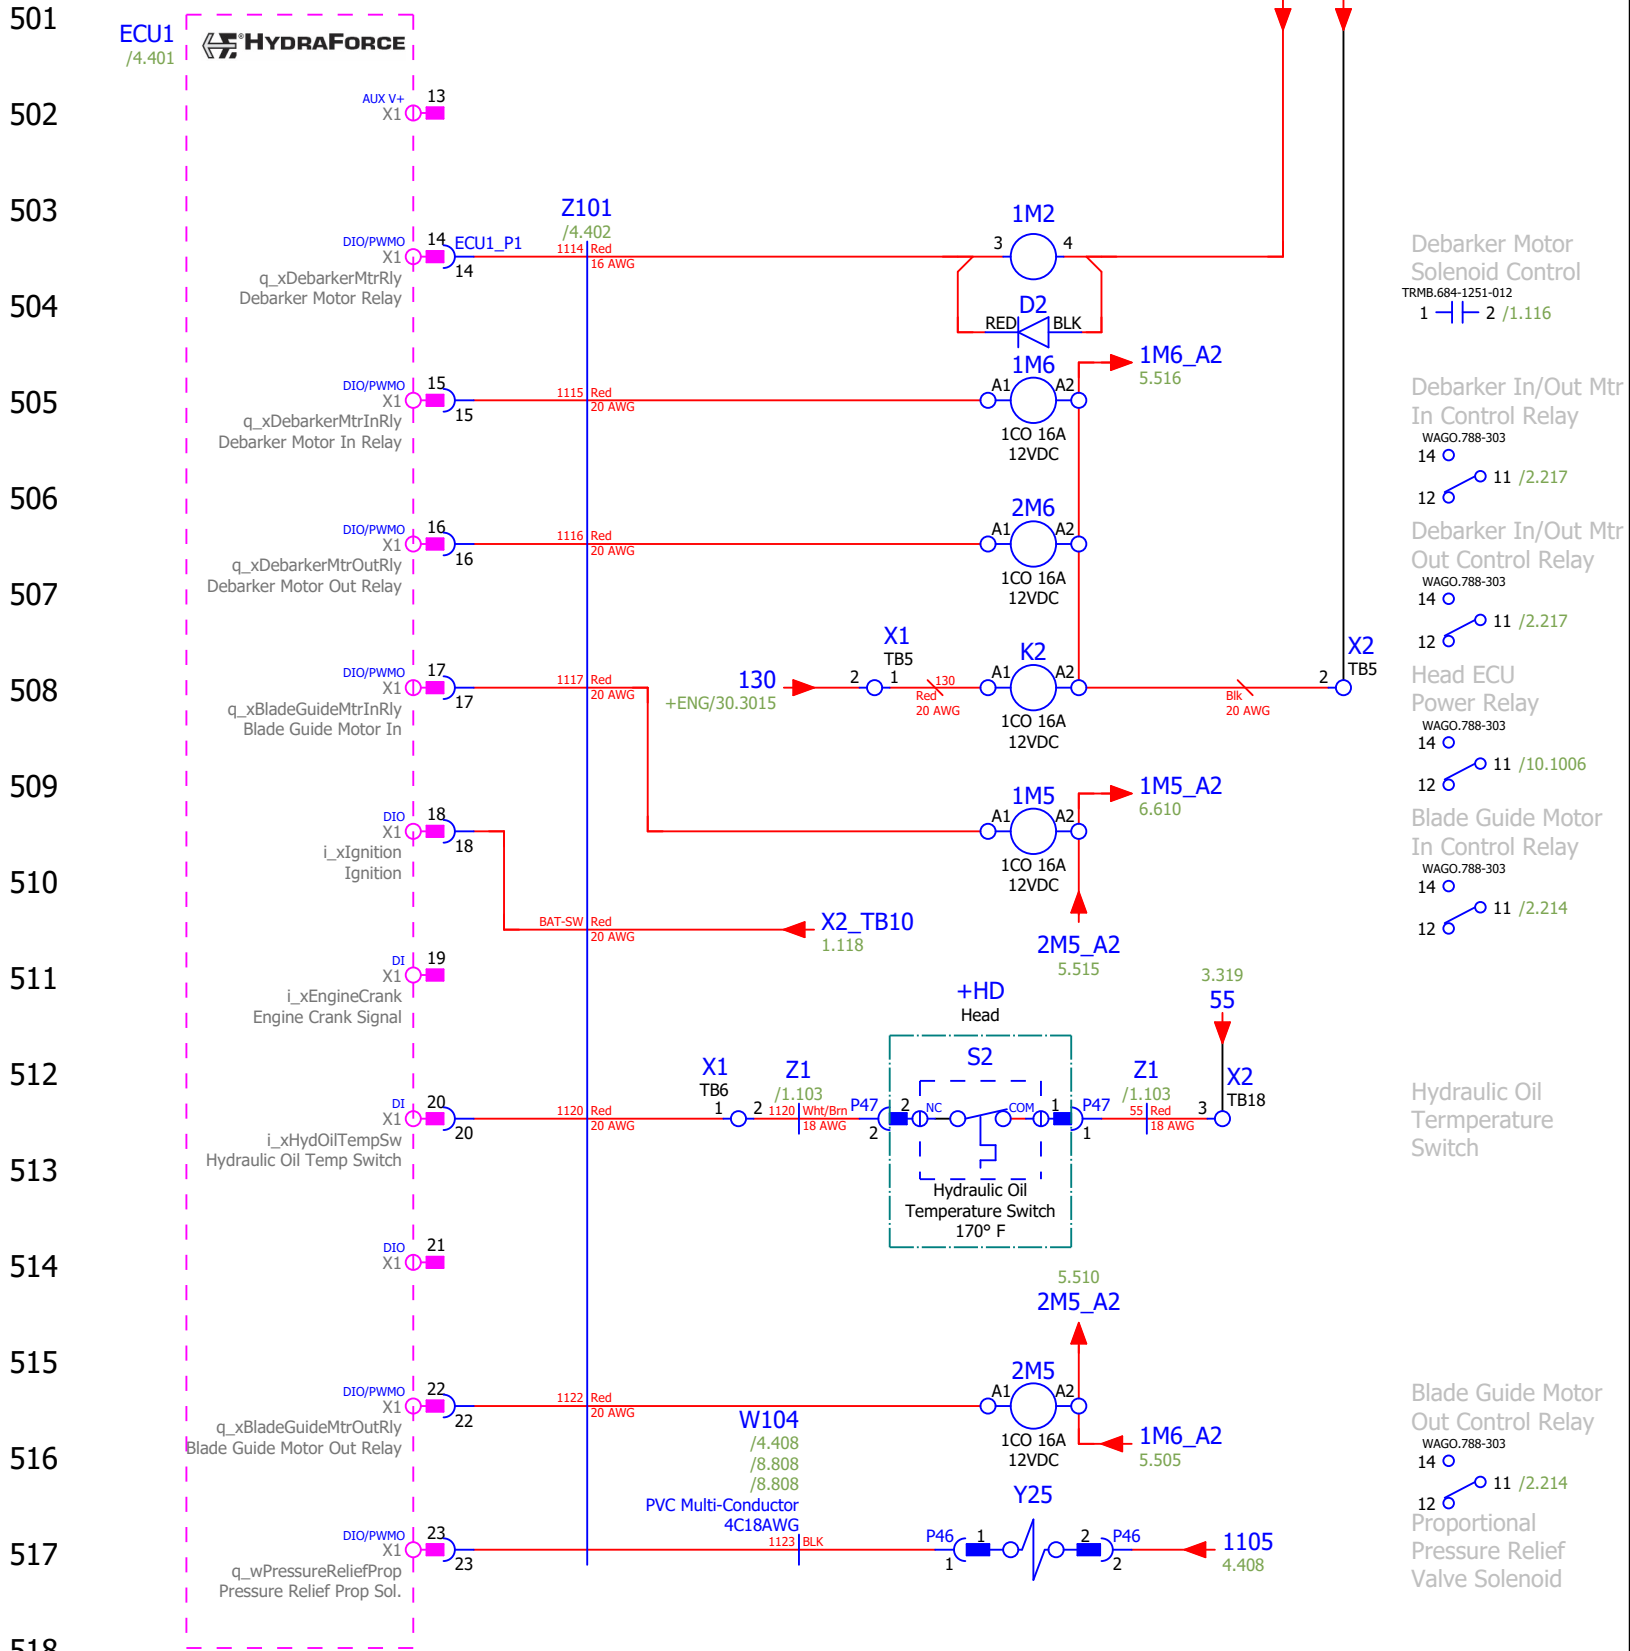 501
ECU1
/4.401
HYDRAFORCE
AUX V+
X1
13
502
503
DIO/PWMO
X1
14
14
ECU1_P1
q_xDebarkerMtrRly
Debarker Motor Relay
Z101
/4.402
1114 Red
16 AWG
1M2
3
4
D2
RED
BLK
Debarker Motor
Solenoid Control
TRMB.684-1251-012
1
2 /1.116
504
1M6_A2
5.516
505
DIO/PWMO
X1
15
15
q_xDebarkerMtrInRly
Debarker Motor In Relay
1115 Red
20 AWG
1M6
A1
A2
1CO 16A
12VDC
Debarker In/Out Mtr
In Control Relay
WAGO.788-303
14
11 /2.217
12
506
DIO/PWMO
X1
16
16
q_xDebarkerMtrOutRly
Debarker Motor Out Relay
1116 Red
20 AWG
2M6
A1
A2
1CO 16A
12VDC
Debarker In/Out Mtr
Out Control Relay
WAGO.788-303
14
11 /2.217
12
507
508
DIO/PWMO
X1
17
17
q_xBladeGuideMtrInRly
Blade Guide Motor In
1117 Red
20 AWG
130
+ENG/30.3015
X1
TB5
2
1
130
Red
20 AWG
K2
A1
A2
1CO 16A
12VDC
Blk
20 AWG
2
X2
TB5
Head ECU
Power Relay
WAGO.788-303
14
11 /10.1006
12
509
DIO
X1
18
18
i_xIgnition
Ignition
1M5
A1
A2
1CO 16A
12VDC
1M5_A2
6.610
Blade Guide Motor
In Control Relay
WAGO.788-303
14
11 /2.214
12
510
BAT-SW Red
20 AWG
X2_TB10
1.118
2M5_A2
5.515
511
DI
X1
19
i_xEngineCrank
Engine Crank Signal
+HD
Head
3.319
55
512
DI
X1
20
20
i_xHydOilTempSw
Hydraulic Oil Temp Switch
1120 Red
20 AWG
X1
TB6
1
2
Z1
/1.103
1120 Wht/Brn
18 AWG
P47
2
2
S2
NC
COM
1
P47
1
Hydraulic Oil
Temperature Switch
170° F
Z1
/1.103
55 Red
18 AWG
3
X2
TB18
Hydraulic Oil
Termperature
Switch
513
514
DIO
X1
21
5.510
2M5_A2
515
DIO/PWMO
X1
22
22
q_xBladeGuideMtrOutRly
Blade Guide Motor Out Relay
1122 Red
20 AWG
2M5
A1
A2
1CO 16A
12VDC
1M6_A2
5.505
Blade Guide Motor
Out Control Relay
WAGO.788-303
14
11 /2.214
12
516
W104
/4.408
/8.808
/8.808
PVC Multi-Conductor
4C18AWG
1123 BLK
517
DIO/PWMO
X1
23
23
q_wPressureReliefProp
Pressure Relief Prop Sol.
P46
1
1
Y25
2
P46
2
1105
4.408
Proportional
Pressure Relief
Valve Solenoid
518